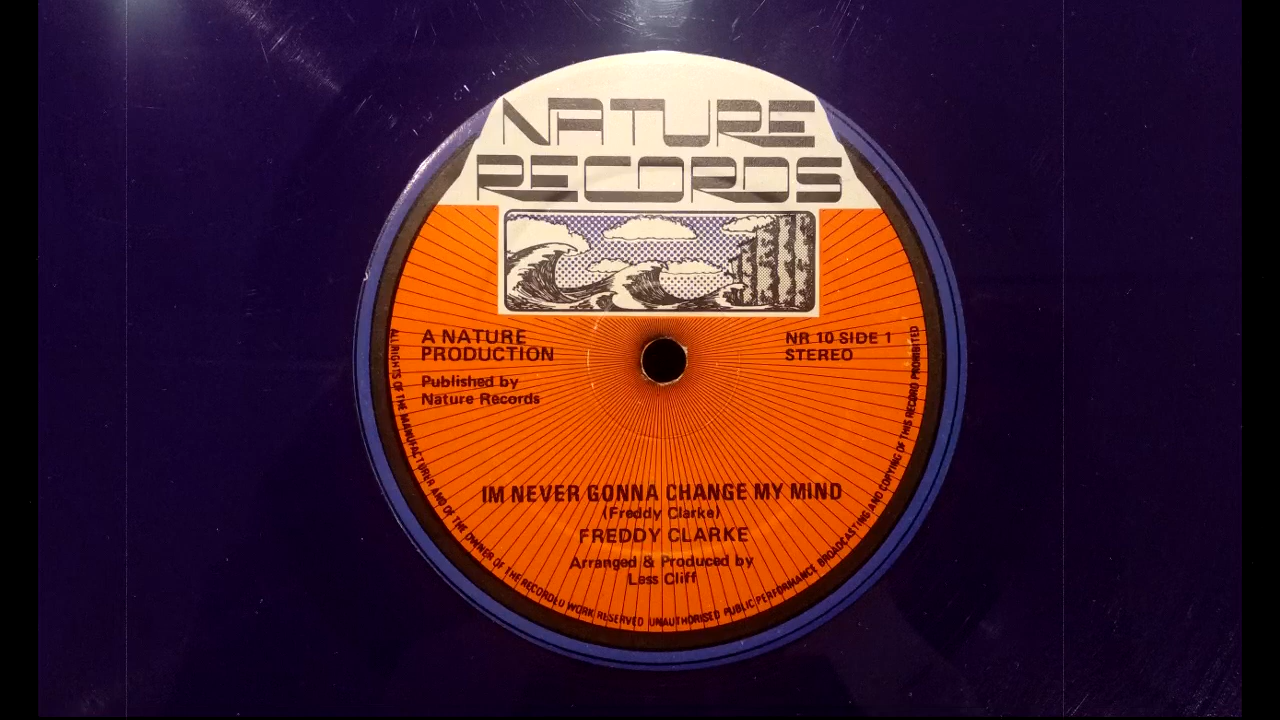 NATURE
RECORDS
A NATURE
PRODUCTION
Published by
Nature Records
NR 10 SIDE 1
STEREO
IM NEVER GONNA CHANGE MY MIND
(Freddy Clarke)
FREDDY CLARKE
Arranged & Produced by
Less Cliff
ALL RIGHTS OF THE MANUFACTURER AND OF THE OWNER OF THE RECORDED WORK RESERVED UNAUTHORISED PUBLIC PERFORMANCE BROADCASTING AND COPYING OF THIS RECORD PROHIBITED